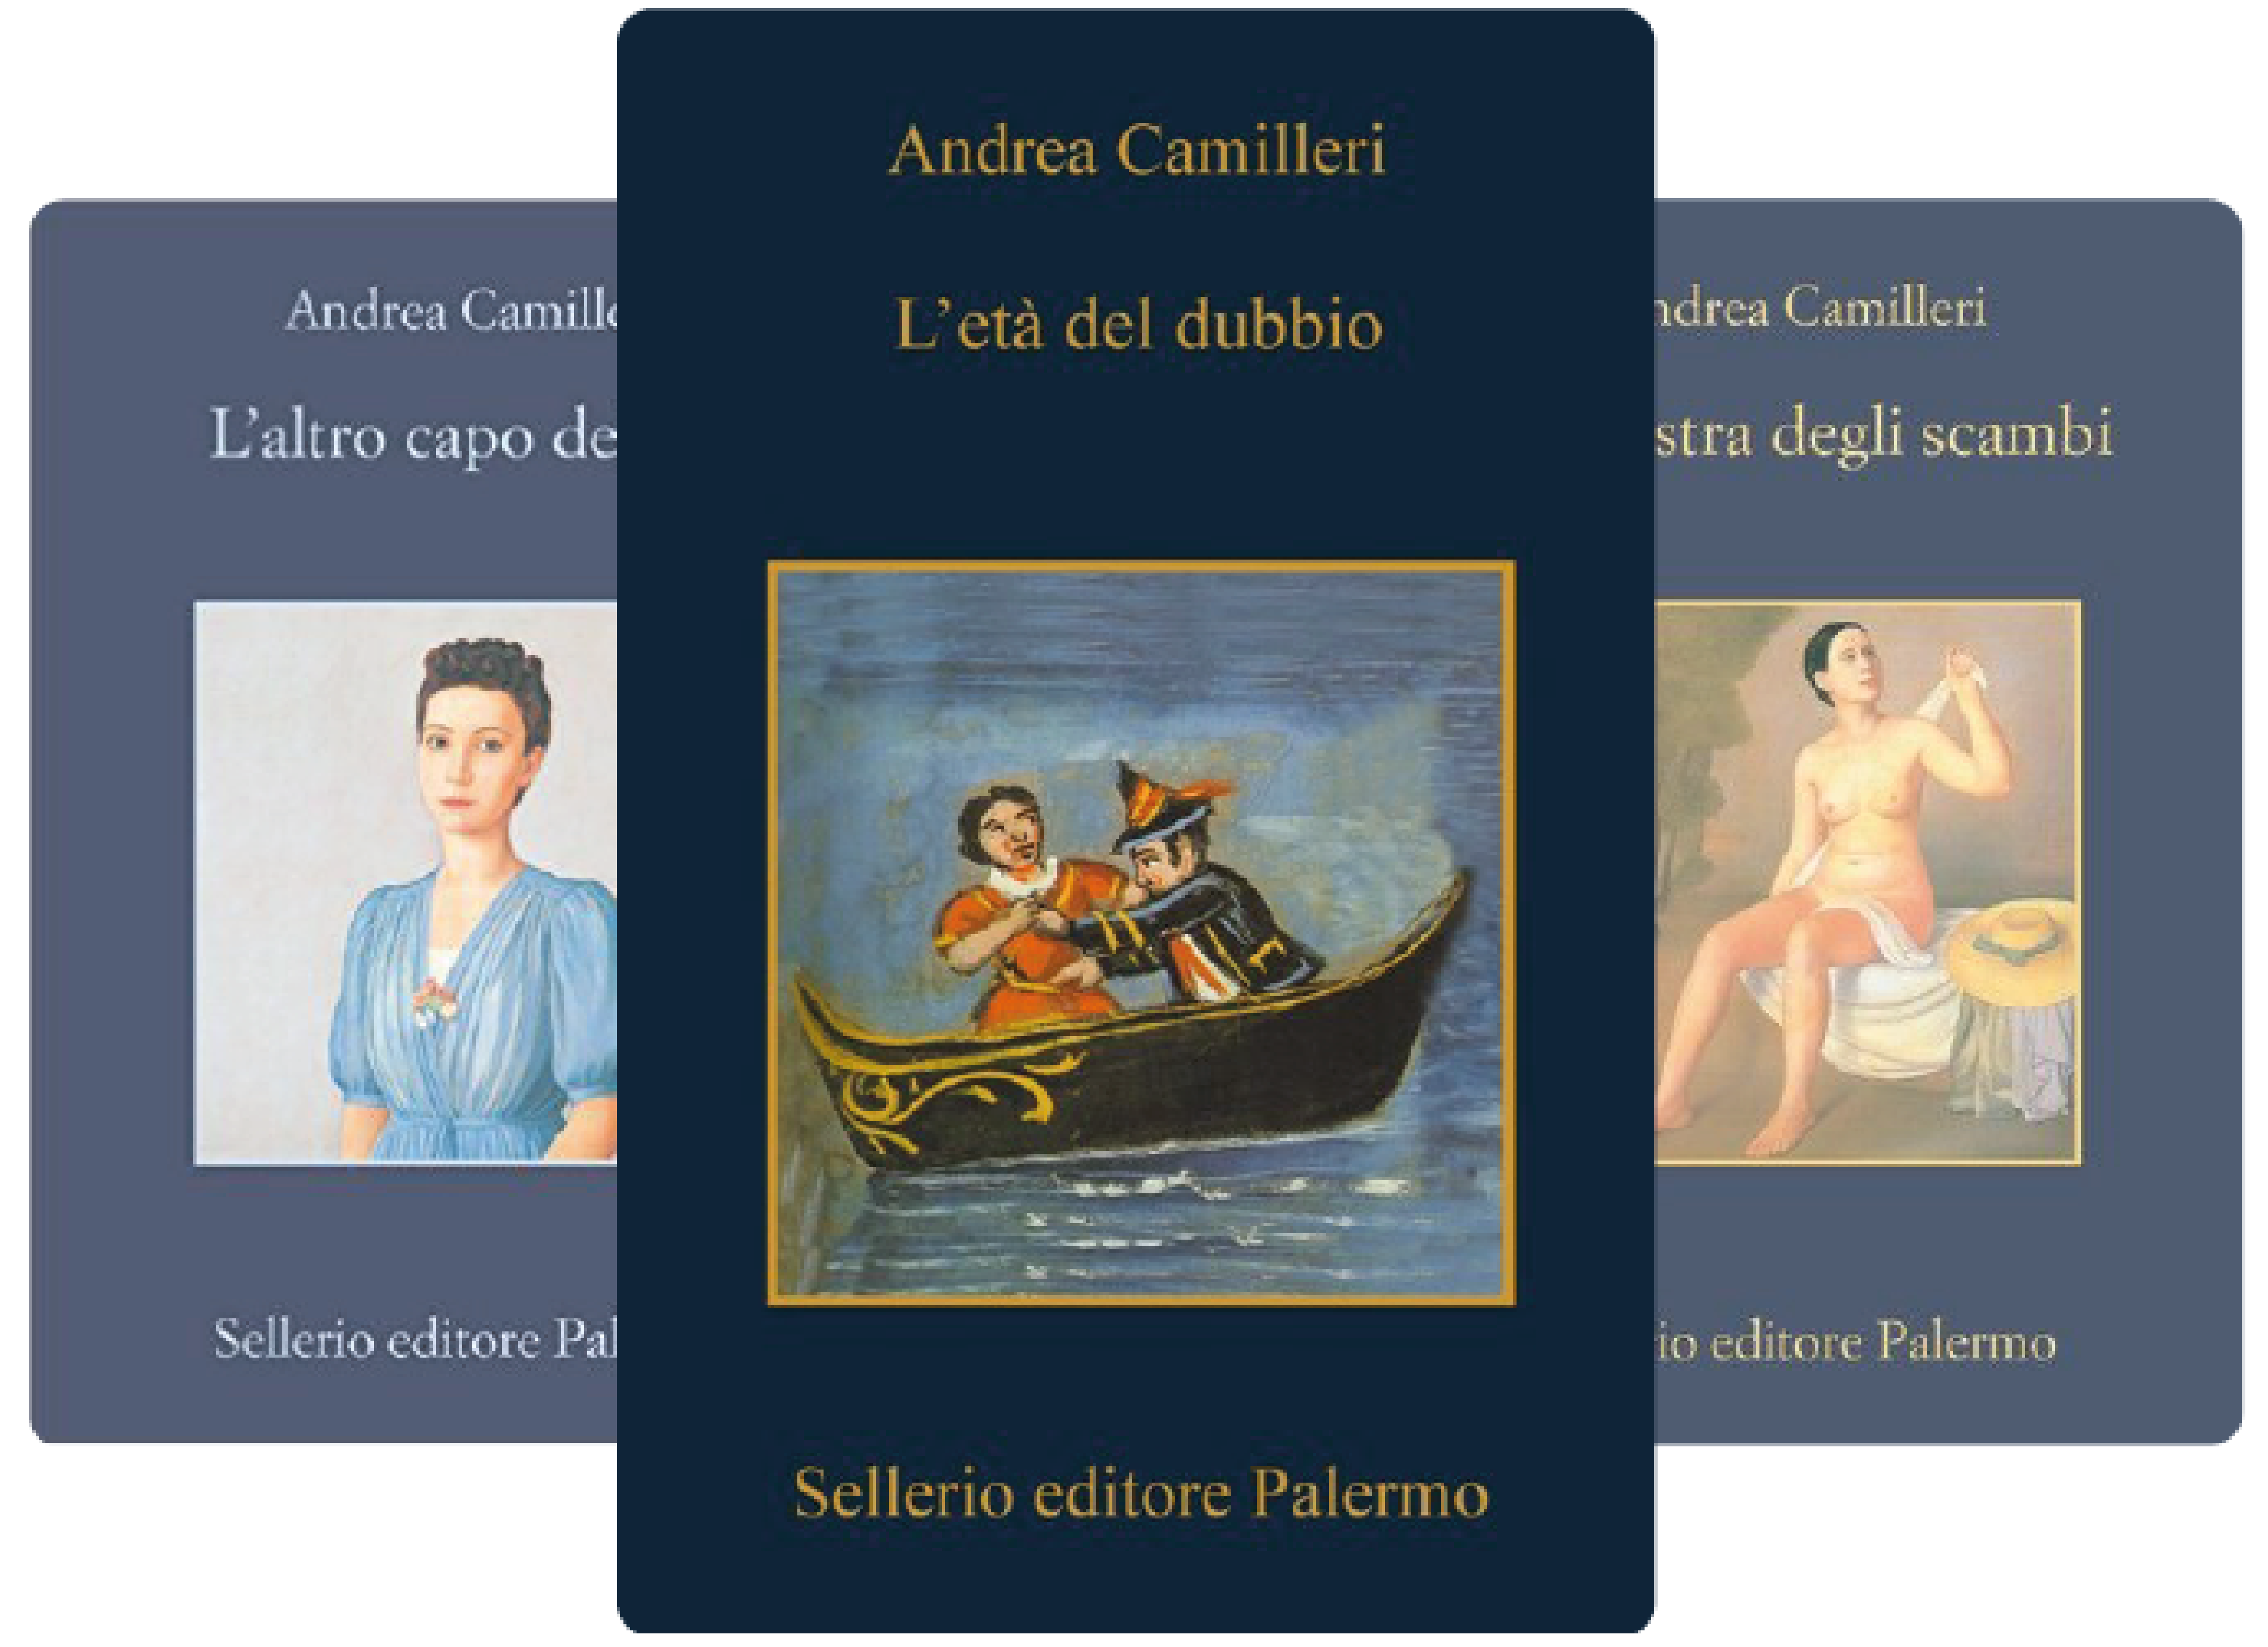 Andrea Camilleri
L'età del dubbio
Sellerio editore Palermo
Andrea Camille
L'altro capo de
Sellerio editore Pal
ndrea Camilleri
stra degli scambi
io editore Palermo